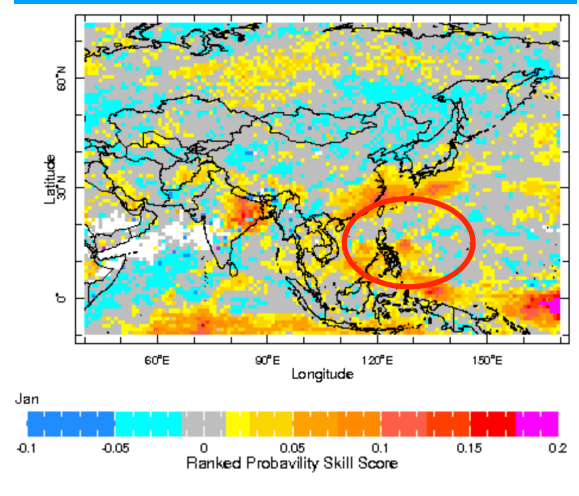 60°N
30°N
0°
Latitude
60°E 90°E 120°E 150°E
Longitude
Jan
-0.1 -0.05 0 0.05 0.1 0.15 0.2
Ranked Probavility Skill Score